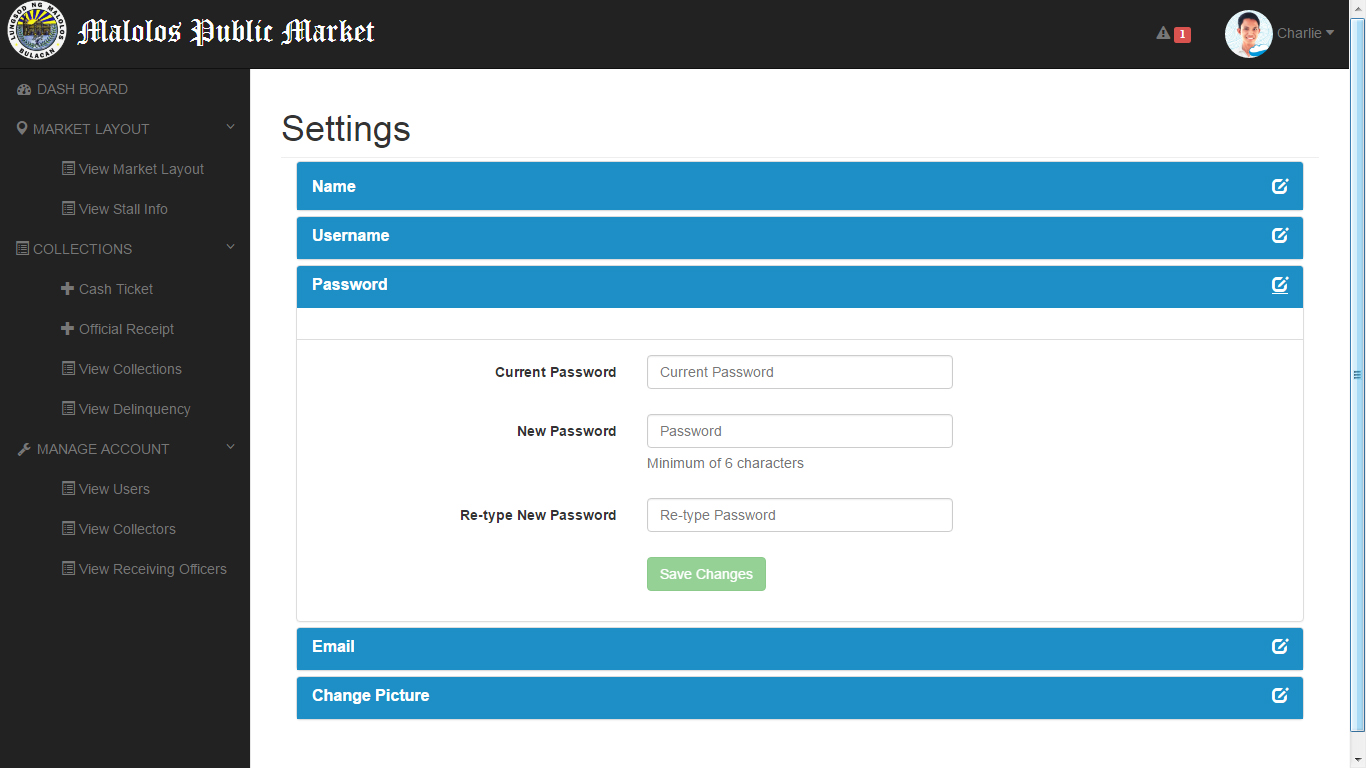 LUNGSOD NG MALOLOS
BULACAN
Malolos Public Market
1
Charlie
DASH BOARD
MARKET LAYOUT
View Market Layout
View Stall Info
COLLECTIONS
Cash Ticket
Official Receipt
View Collections
View Delinquency
MANAGE ACCOUNT
View Users
View Collectors
View Receiving Officers
Settings
Name
Username
Password
Current Password Current Password
New Password Password
Minimum of 6 characters
Re-type New Password Re-type Password
Save Changes
Email
Change Picture